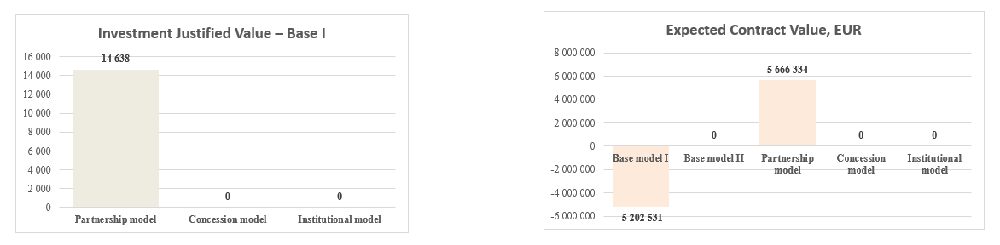 Investment Justified Value – Base I
16 000
14 638
14 000
12 000
10 000
8 000
6 000
4 000
2 000
0
0
0
Partnership model
Concession model
Institutional model
Expected Contract Value, EUR
8 000 000
6 000 000
4 000 000
2 000 000
0
-2 000 000
-4 000 000
-6 000 000
5 666 334
0
0
0
Base model I
Base model II
Partnership
model
Concession
model
Institutional
model
-5 202 531